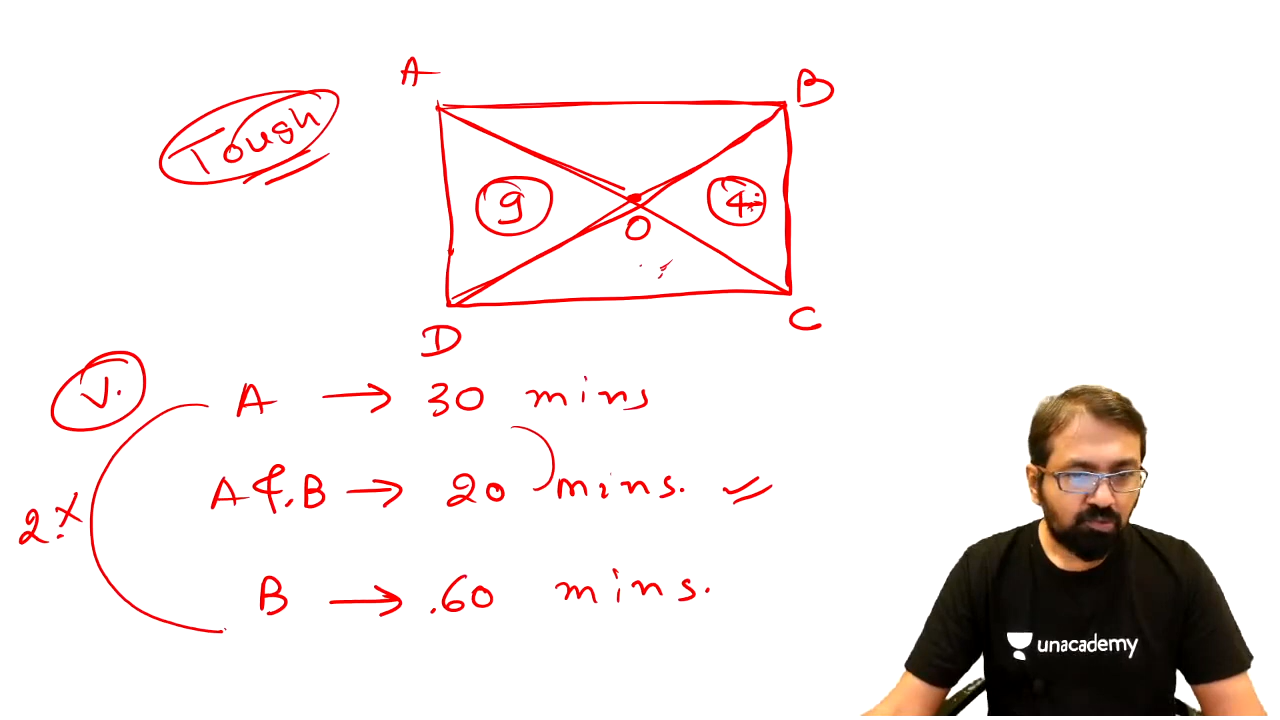 A
B
Tough
9
4
O
D
C
V.
A → 30 mins
A & B → 20 mins.
2x
B → .60 mins.
unacademy